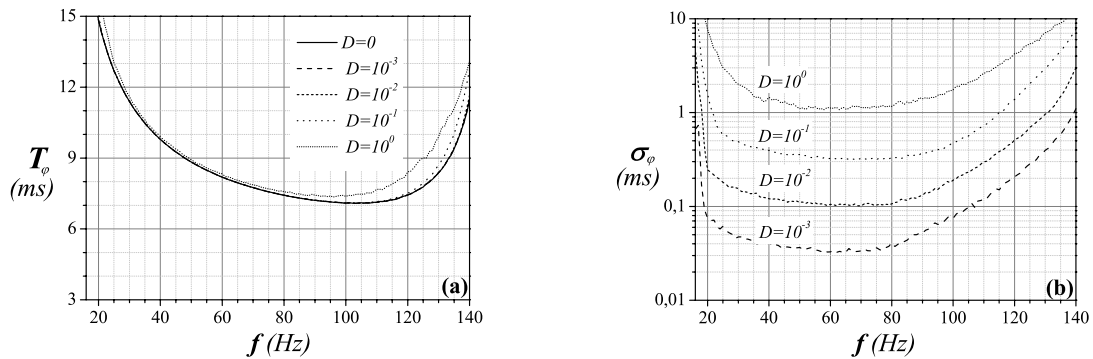 15
12
9
6
3
T_φ
(ms)
D=0
D=10^-3
D=10^-2
D=10^-1
D=10^0
(a)
20 40 60 80 100 120 140
f (Hz)
10
1
0,1
0,01
σ_φ
(ms)
D=10^0
D=10^-1
D=10^-2
D=10^-3
(b)
20 40 60 80 100 120 140
f (Hz)